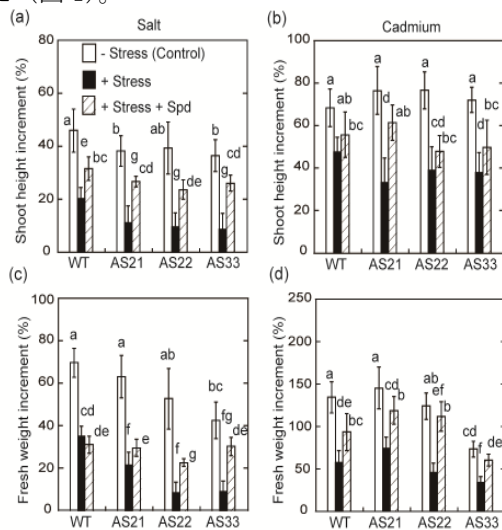 (a) Salt
(b) Cadmium
Shoot height increment (%)
80
60
40
20
0
- Stress (Control)
+ Stress
+ Stress + Spd
a e bc
b g cd
ab g de
b g cd
WT AS21 AS22 AS33
Shoot height increment (%)
100
80
60
40
20
0
a ab bc
a d ab
a cd bc
a d bc
WT AS21 AS22 AS33
(c)
Fresh weight increment (%)
100
80
60
40
20
0
a cd de
a f e
ab f g
bc fg de
WT AS21 AS22 AS33
(d)
Fresh weight increment (%)
250
200
150
100
50
0
a de bc
a cd b
ab e b
cd e de
WT AS21 AS22 AS33